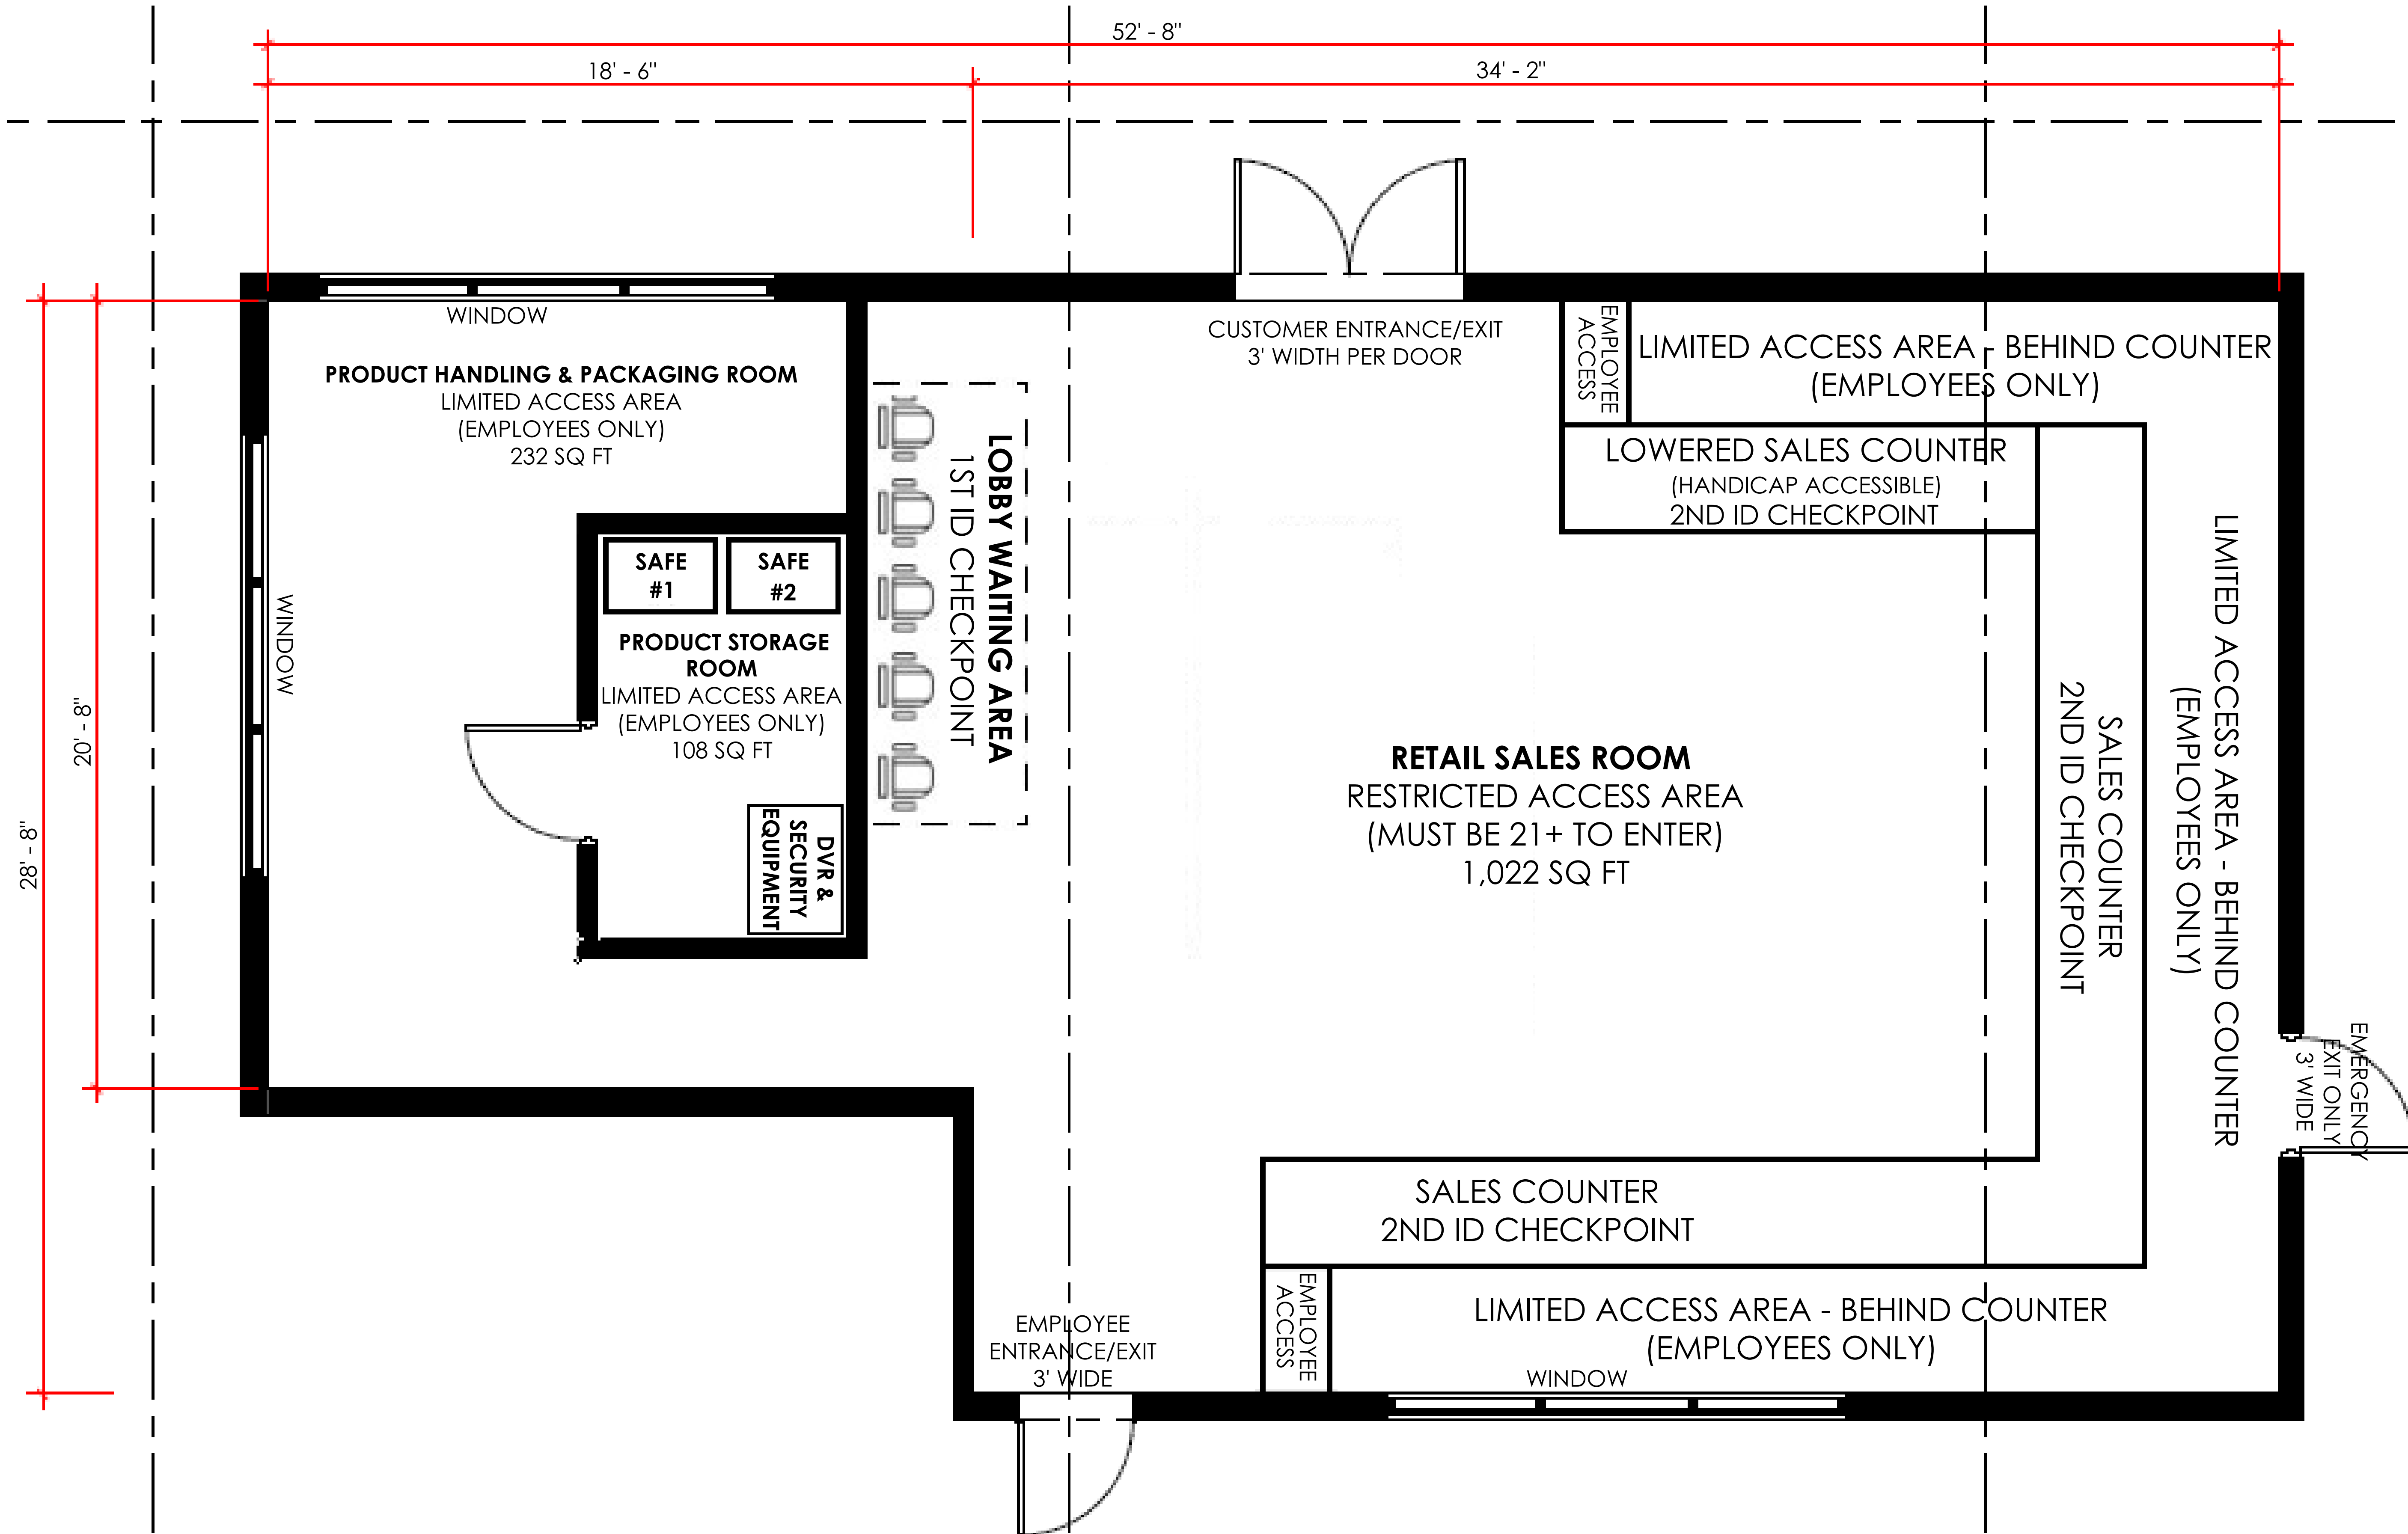 52' - 8"
18' - 6"
34' - 2"
WINDOW
PRODUCT HANDLING & PACKAGING ROOM
LIMITED ACCESS AREA
(EMPLOYEES ONLY)
232 SQ FT
CUSTOMER ENTRANCE/EXIT
3' WIDTH PER DOOR
EMPLOYEE
ACCESS
LIMITED ACCESS AREA - BEHIND COUNTER
(EMPLOYEES ONLY)
LOWERED SALES COUNTER
(HANDICAP ACCESSIBLE)
2ND ID CHECKPOINT
LOBBY WAITING AREA
1ST ID CHECKPOINT
SAFE
#1
SAFE
#2
PRODUCT STORAGE
ROOM
LIMITED ACCESS AREA
(EMPLOYEES ONLY)
108 SQ FT
DVR &
SECURITY
EQUIPMENT
WINDOW
20' - 8"
28' - 8"
RETAIL SALES ROOM
RESTRICTED ACCESS AREA
(MUST BE 21+ TO ENTER)
1,022 SQ FT
SALES COUNTER
2ND ID CHECKPOINT
LIMITED ACCESS AREA - BEHIND COUNTER
(EMPLOYEES ONLY)
EMERGENCY
EXIT ONLY
3' WIDE
SALES COUNTER
2ND ID CHECKPOINT
EMPLOYEE
ACCESS
LIMITED ACCESS AREA - BEHIND COUNTER
(EMPLOYEES ONLY)
WINDOW
EMPLOYEE
ENTRANCE/EXIT
3' WIDE